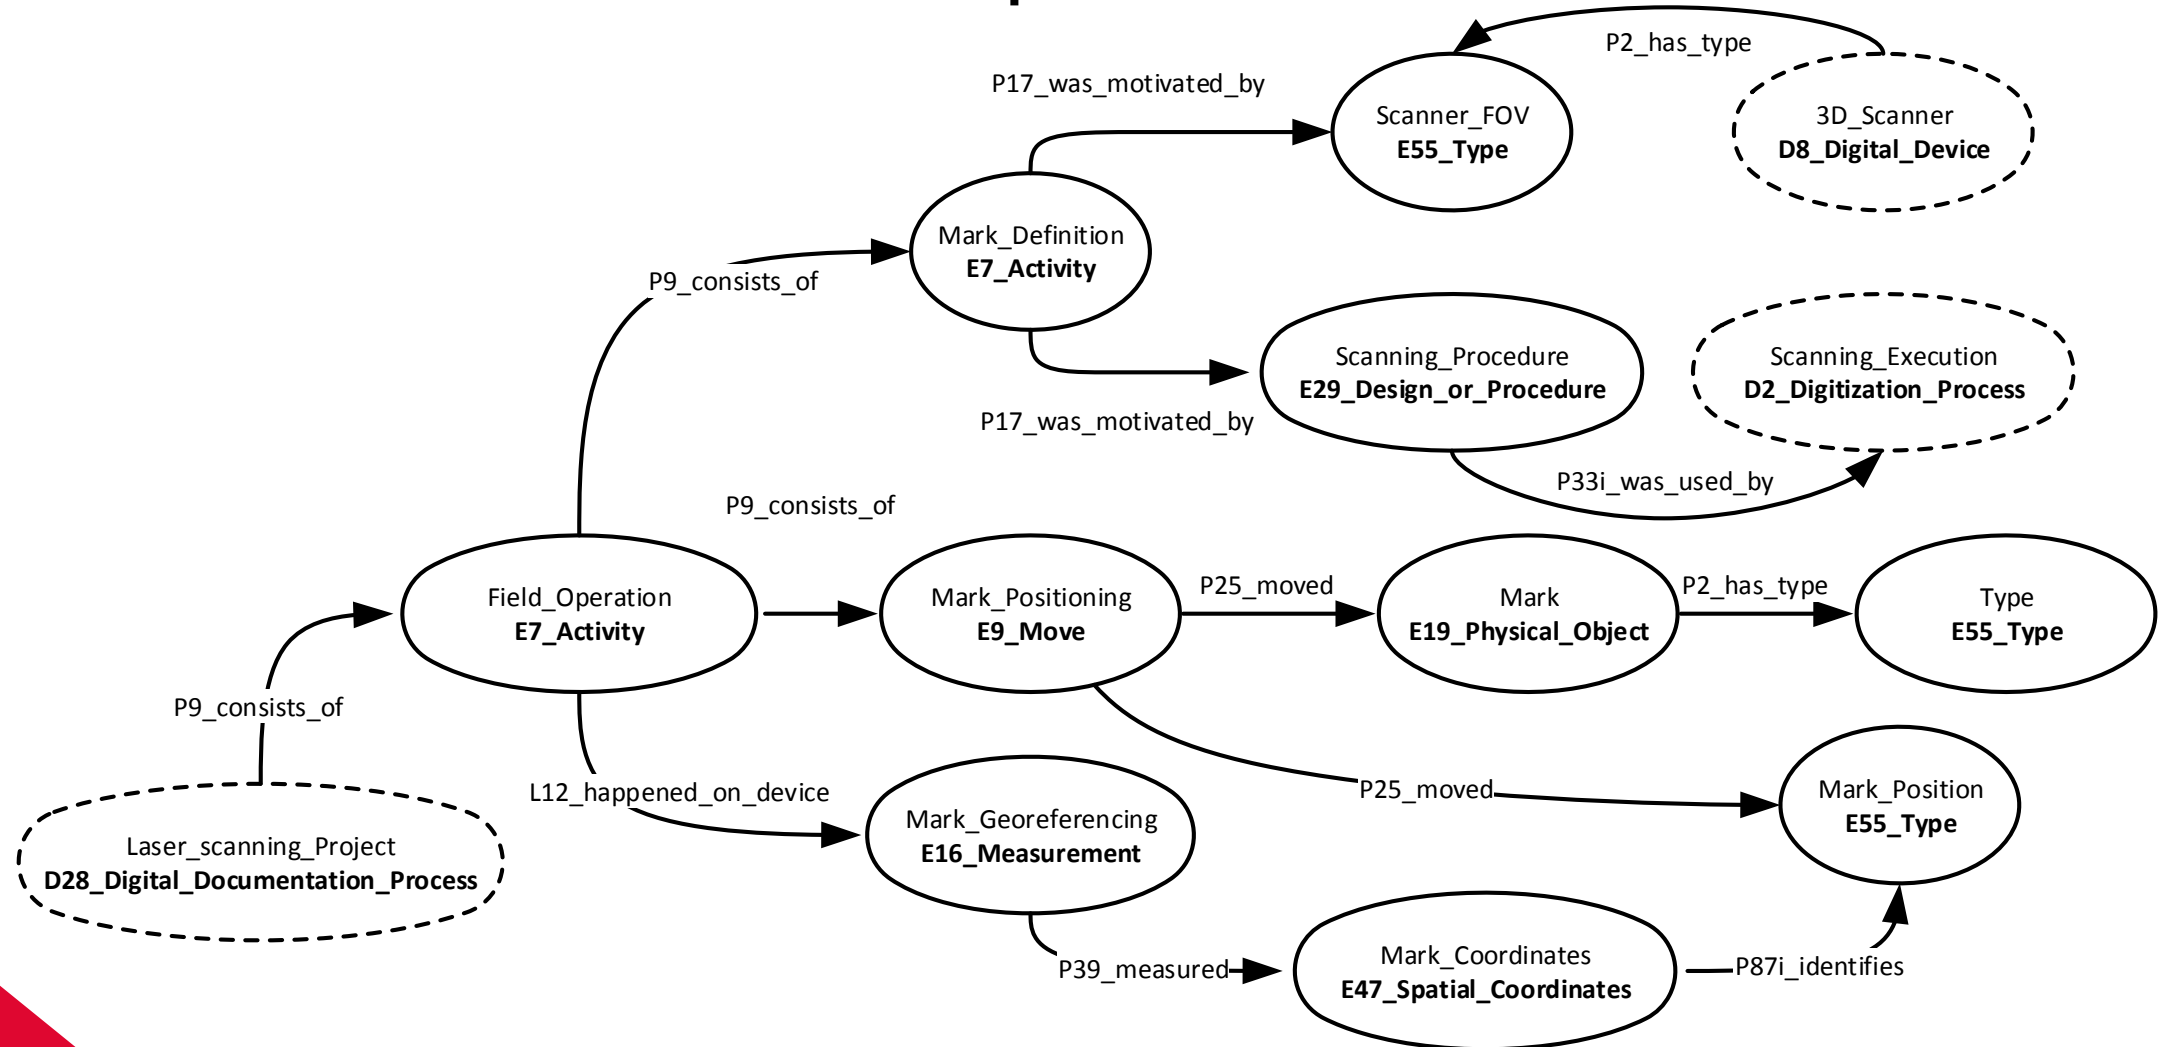 P2_has_type
P17_was_motivated_by
Scanner_FOV
E55_Type
3D_Scanner
D8_Digital_Device
Mark_Definition
E7_Activity
P9_consists_of
Scanning_Procedure
E29_Design_or_Procedure
Scanning_Execution
D2_Digitization_Process
P17_was_motivated_by
P33i_was_used_by
P9_consists_of
Field_Operation
E7_Activity
Mark_Positioning
E9_Move
P25_moved
Mark
E19_Physical_Object
P2_has_type
Type
E55_Type
P9_consists_of
L12_happened_on_device
P25_moved
Mark_Position
E55_Type
Laser_scanning_Project
D28_Digital_Documentation_Process
Mark_Georeferencing
E16_Measurement
P39_measured
Mark_Coordinates
E47_Spatial_Coordinates
P87i_identifies